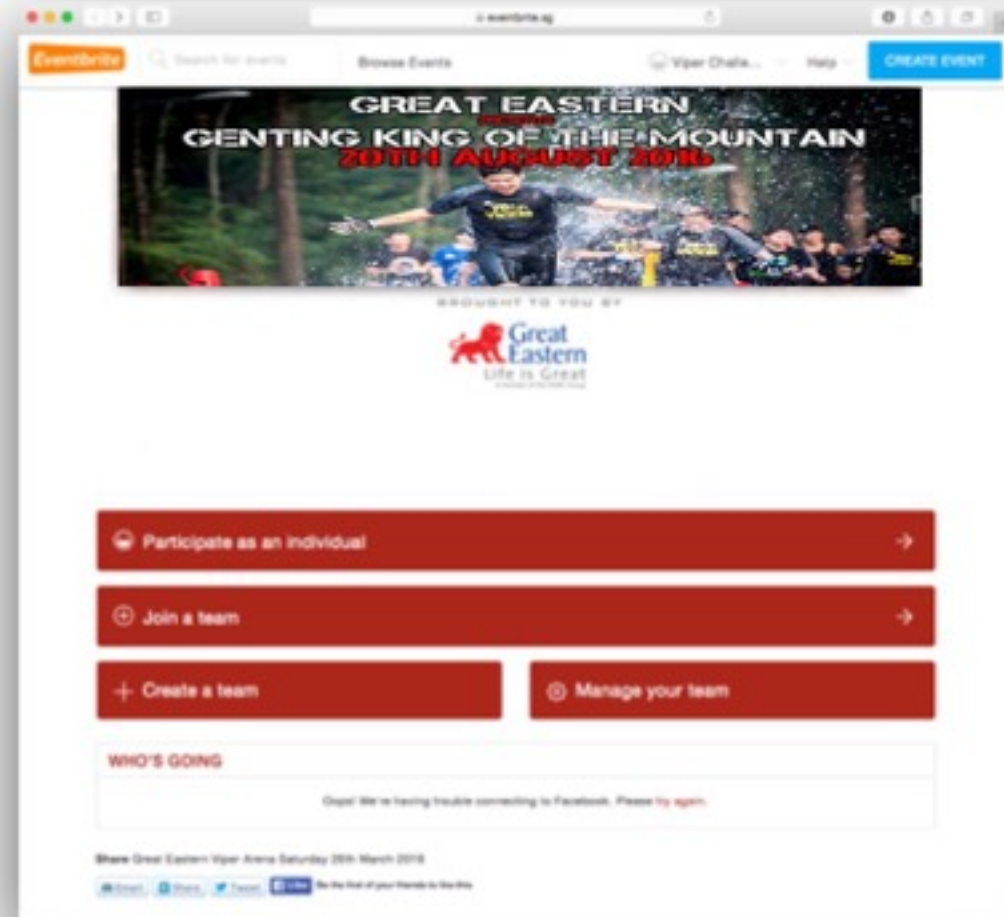 eventbrite.sg
Eventbrite
Search for events
Browse Events
Viper Challe...
Help
CREATE EVENT
GREAT EASTERN
PRESENTS
GENTING KING OF THE MOUNTAIN
20TH AUGUST 2016
BROUGHT TO YOU BY
Great
Eastern
Life is Great
Participate as an individual
Join a team
Create a team
Manage your team
WHO'S GOING
Oops! We're having trouble connecting to Facebook. Please try again.
Share Great Eastern Viper Arena Saturday 26th March 2016
Email
Share
Tweet
Like
Be the first of your friends to like this.